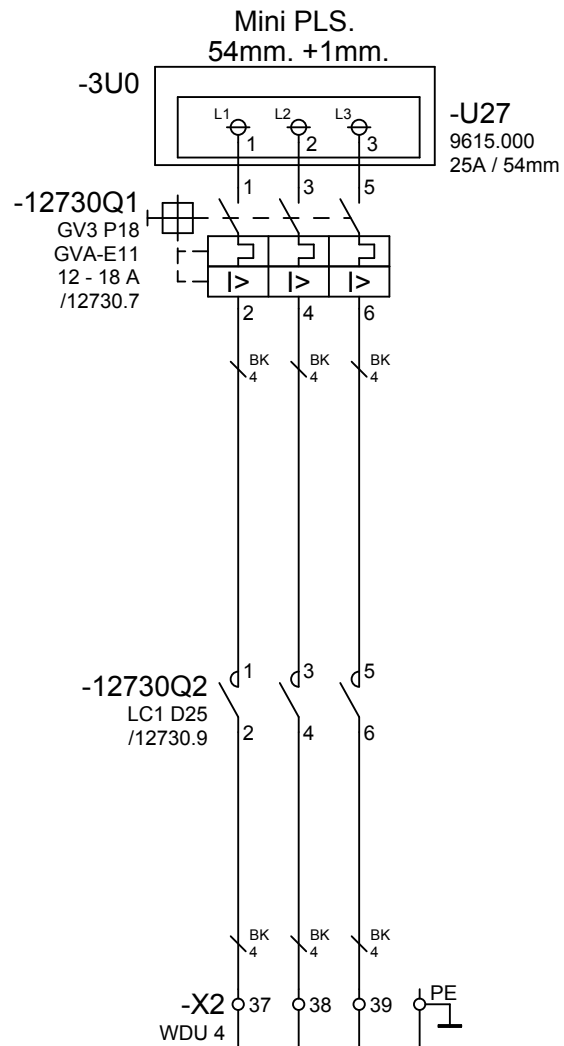 Mini PLS.
54mm. +1mm.
-3U0
L1 L2 L3
1 2 3
-U27
9615.000
25A / 54mm
-12730Q1
GV3 P18
GVA-E11
12 - 18 A
/12730.7
1 3 5
I> I> I>
2 4 6
BK BK BK
4 4 4
-12730Q2
LC1 D25
/12730.9
1 3 5
2 4 6
BK BK BK
4 4 4
-X2 37 38 39 PE
WDU 4